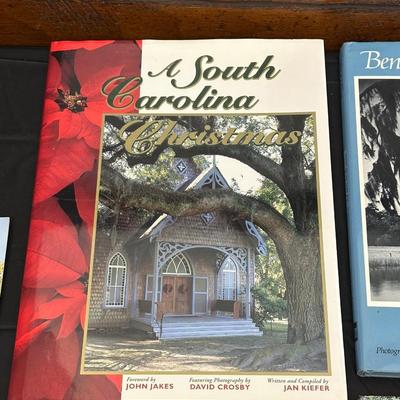 A South
Carolina
Christmas
Foreword by
JOHN JAKES
Featuring Photography by
DAVID CROSBY
Written and Compiled by
JAN KIEFER
Ben
Photogra